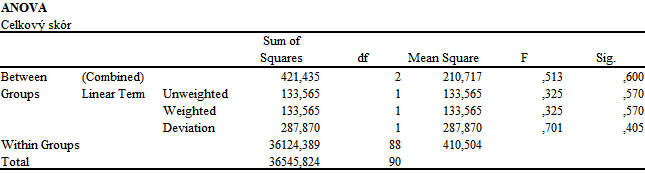 ANOVA
Celkový skór
Sum of Squares df Mean Square F Sig.
Between Groups (Combined) 421,435 2 210,717 ,513 ,600
Linear Term Unweighted 133,565 1 133,565 ,325 ,570
Weighted 133,565 1 133,565 ,325 ,570
Deviation 287,870 1 287,870 ,701 ,405
Within Groups 36124,389 88 410,504
Total 36545,824 90